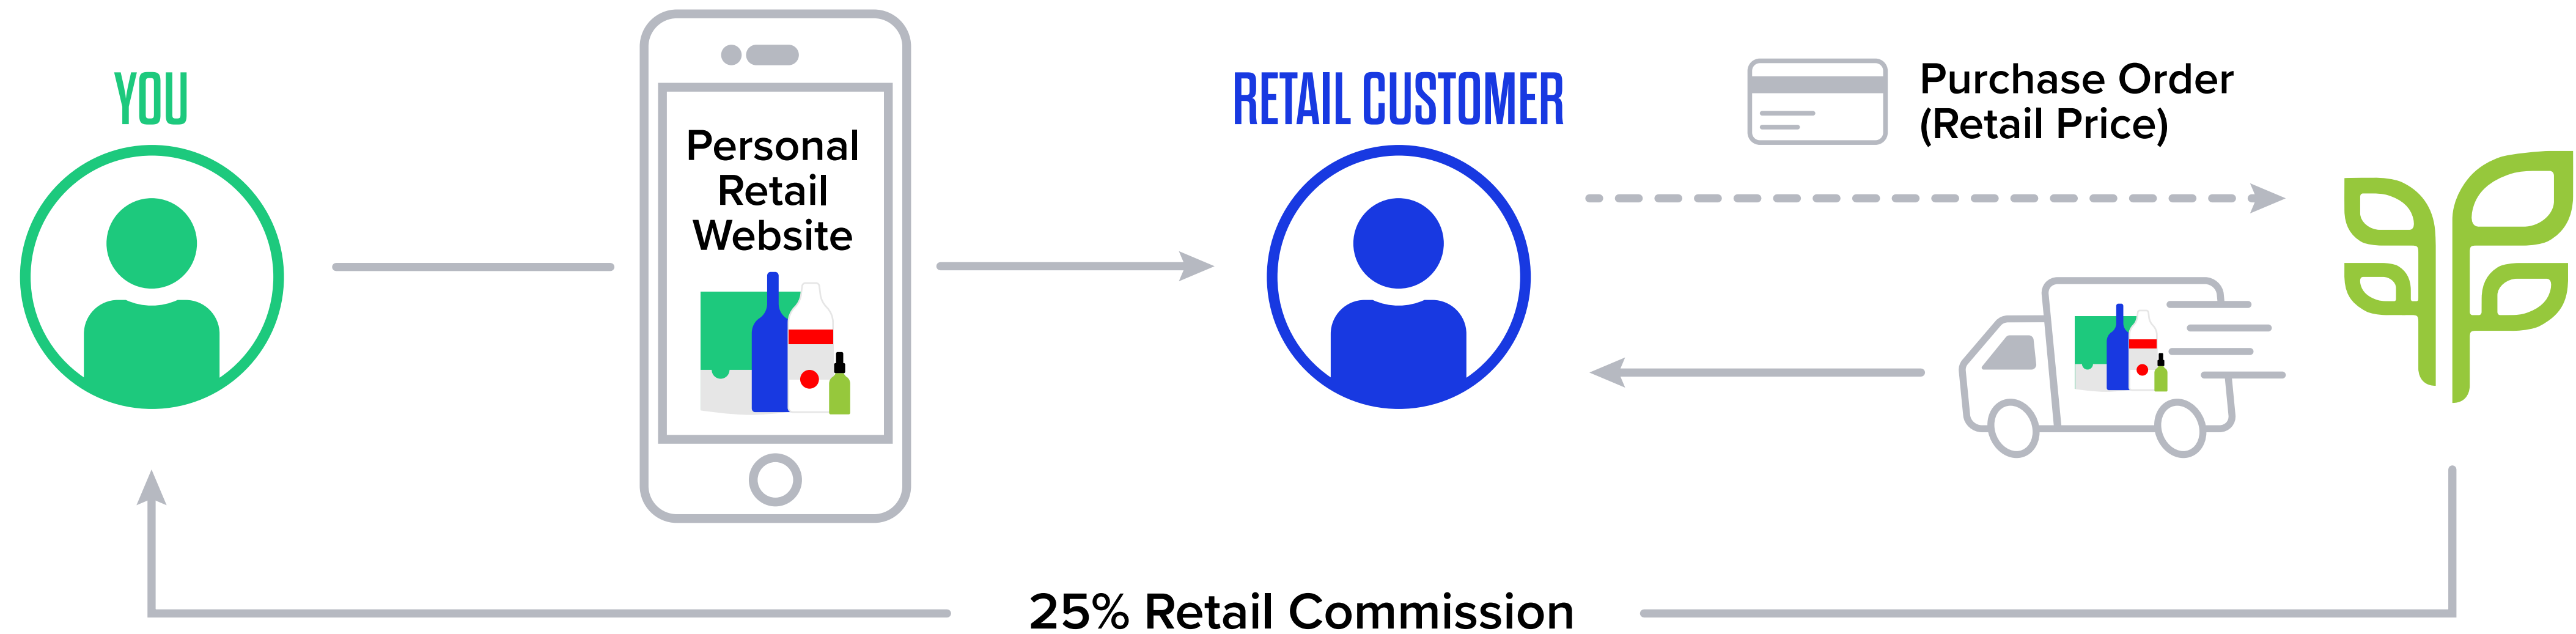 YOU
Personal
Retail
Website
RETAIL CUSTOMER
Purchase Order
(Retail Price)
25% Retail Commission